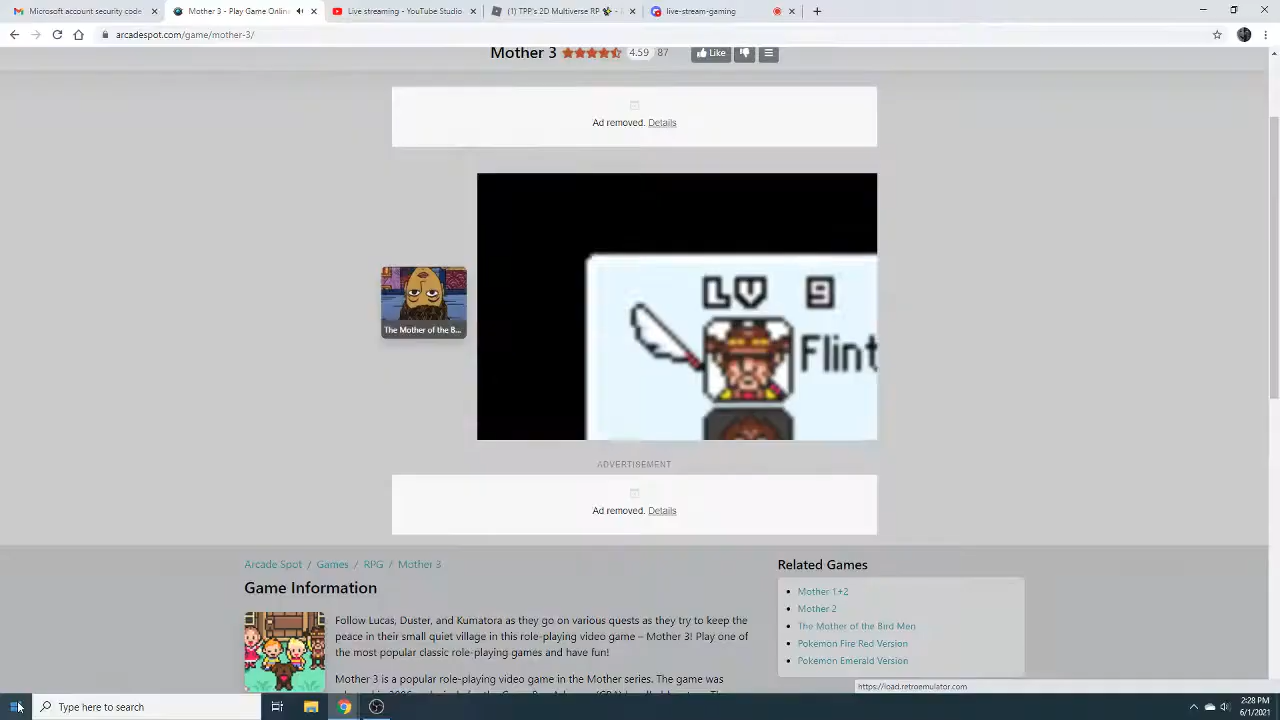 Microsoft account security code
Mother 3 - Play Game Online
Live streaming - YouTube Studio
(1) TPP's 2D Multiverse RP
live-stream-gaming
arcadespot.com/game/mother-3/
Mother 3 4.59 87 Like
Ad removed. Details
LV 9
Flint
The Mother of the B...
ADVERTISEMENT
Ad removed. Details
Arcade Spot / Games / RPG / Mother 3
Game Information
Follow Lucas, Duster, and Kumatora as they go on various quests as they try to keep the
peace in their small quiet village in this role-playing video game – Mother 3! Play one of
the most popular classic role-playing games and have fun!
Mother 3 is a popular role-playing video game in the Mother series. The game was
Related Games
Mother 1+2
Mother 2
The Mother of the Bird Men
Pokemon Fire Red Version
Pokemon Emerald Version
https://load.retroemulator.com
Type here to search
2:28 PM
6/1/2021